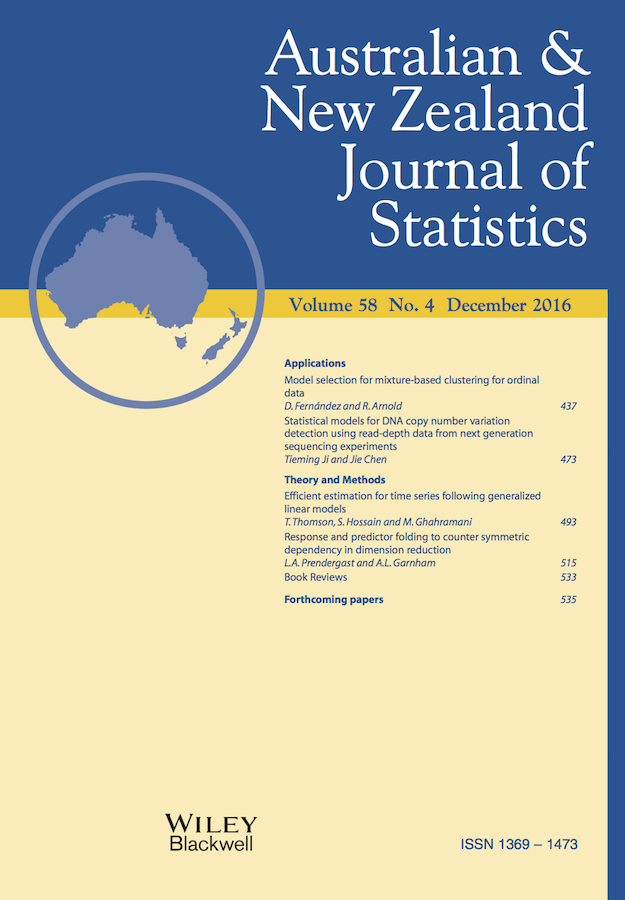 Australian &
New Zealand
Journal of
Statistics
Volume 58 No. 4 December 2016
Applications
Model selection for mixture-based clustering for ordinal
data
D. Fernández and R. Arnold 437
Statistical models for DNA copy number variation
detection using read-depth data from next generation
sequencing experiments
Tieming Ji and Jie Chen 473
Theory and Methods
Efficient estimation for time series following generalized
linear models
T. Thomson, S. Hossain and M. Ghahramani 493
Response and predictor folding to counter symmetric
dependency in dimension reduction
L.A. Prendergast and A.L. Garnham 515
Book Reviews 533
Forthcoming papers 535
WILEY
Blackwell
ISSN 1369 – 1473